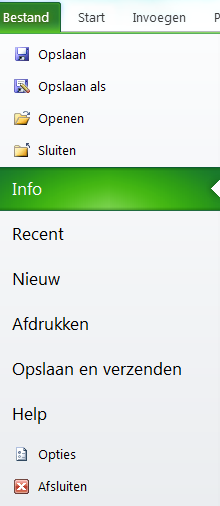 Bestand Start Invoegen
Opslaan
Opslaan als
Openen
Sluiten
Info
Recent
Nieuw
Afdrukken
Opslaan en verzenden
Help
Opties
Afsluiten